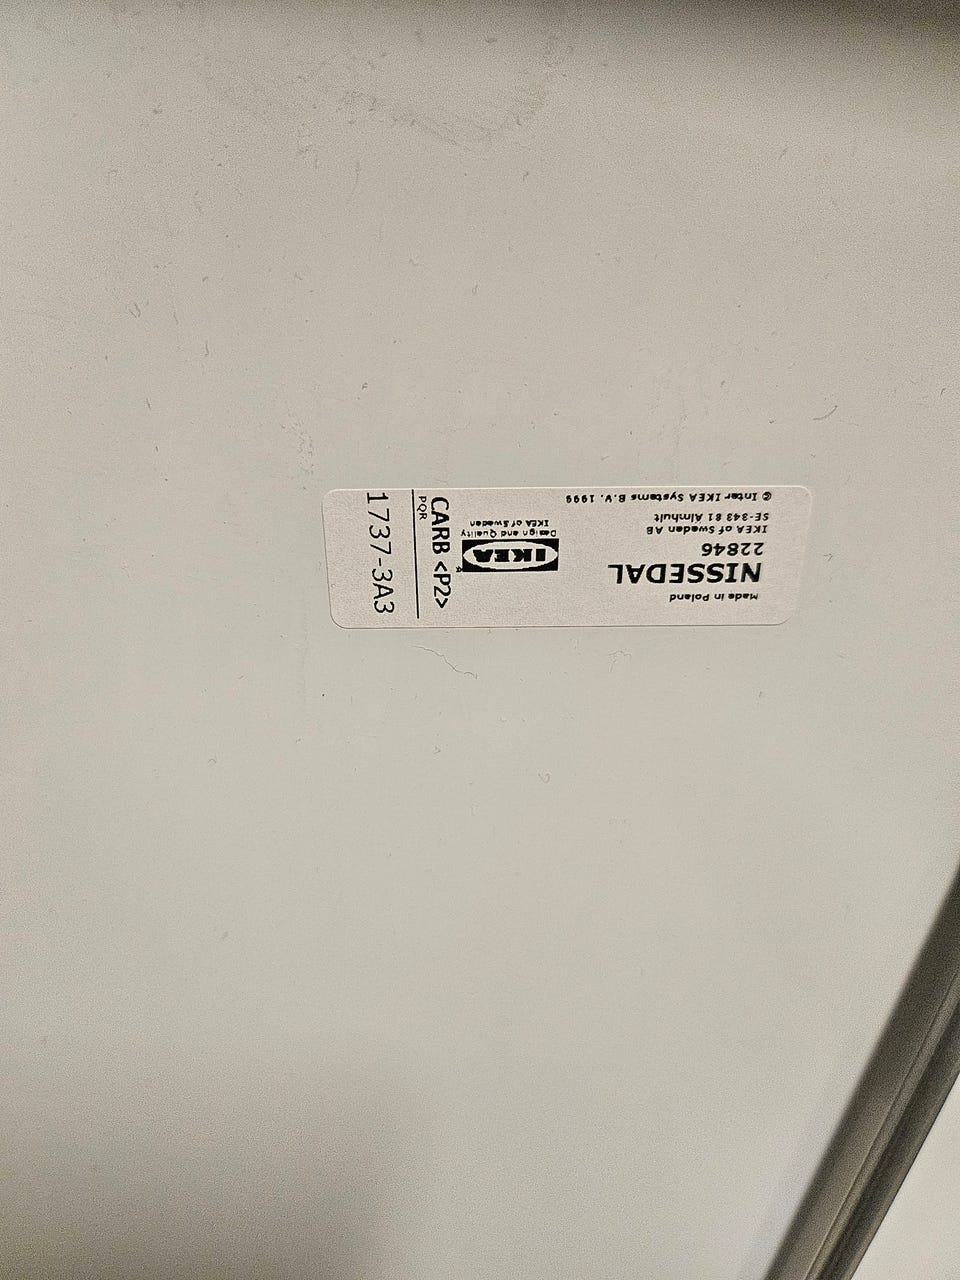 Made in Poland
NISSEDAL
22846
IKEA of Sweden AB
SE-343 81 Älmhult
© Inter IKEA Systems B.V. 1999
IKEA
Design and Quality
IKEA of Sweden
CARB <P2>
PQR
1737-3A3